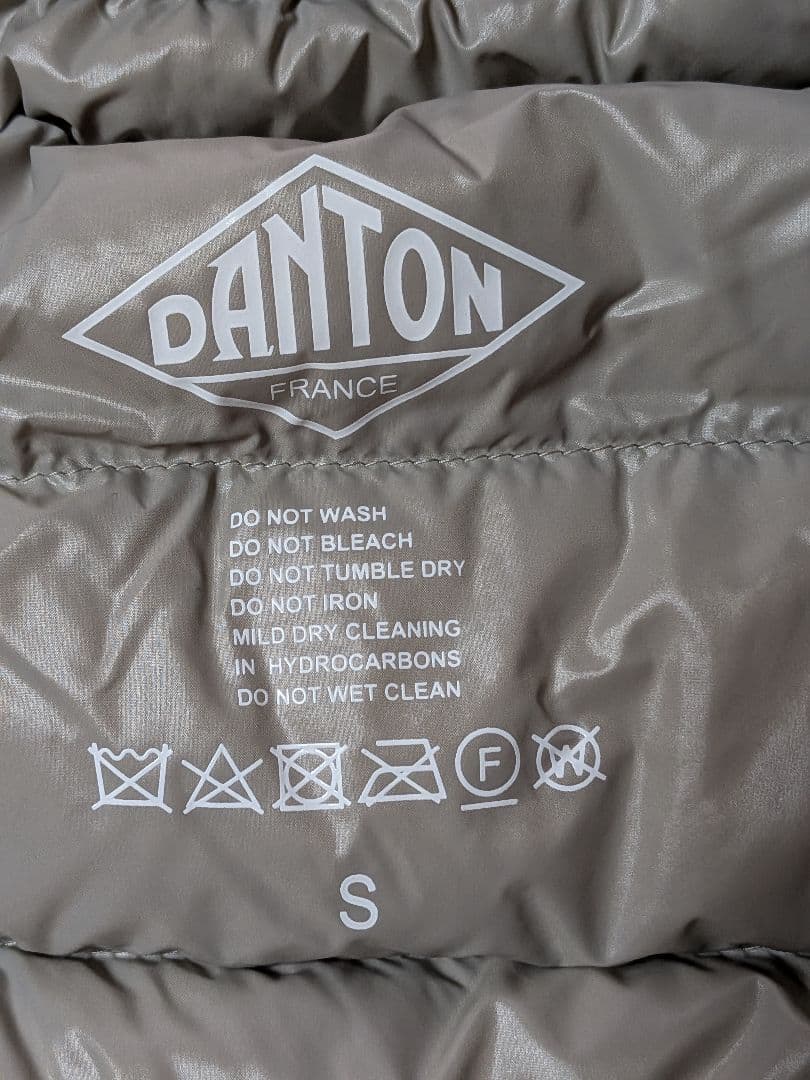 DANTON
FRANCE
DO NOT WASH
DO NOT BLEACH
DO NOT TUMBLE DRY
DO NOT IRON
MILD DRY CLEANING
IN HYDROCARBONS
DO NOT WET CLEAN
F W
S